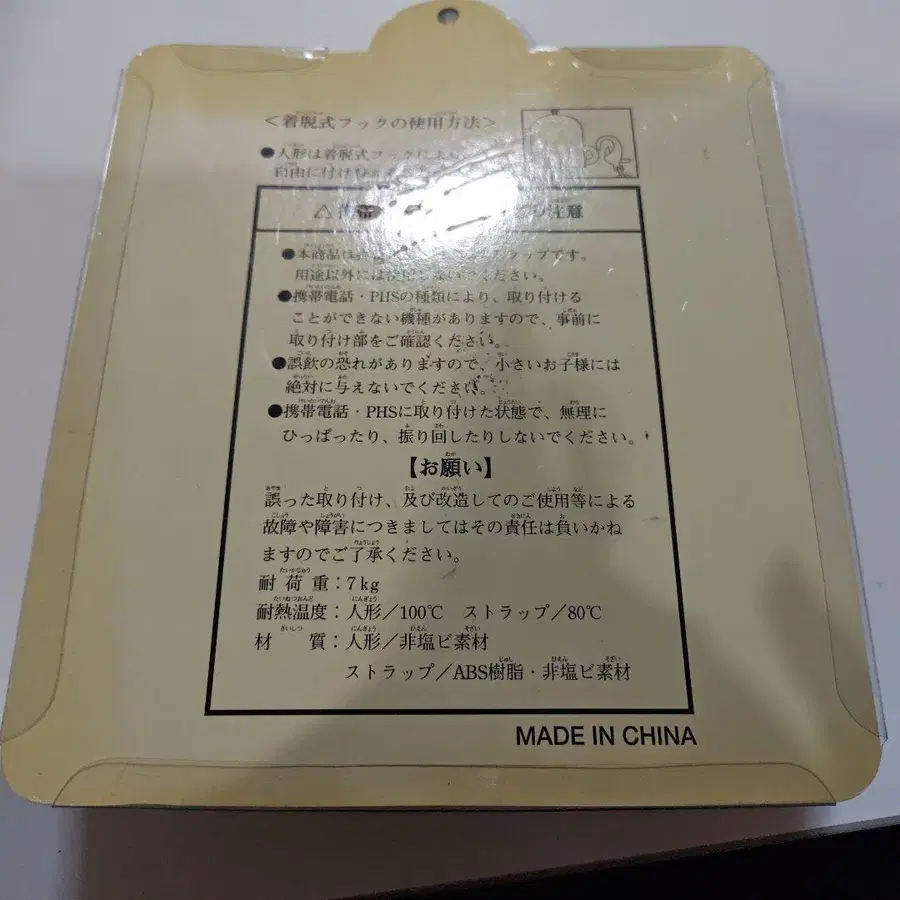 ＜着脱式フックの使用方法＞
●人形は着脱式フックによ
自由に付け
⚠ 注意
●本商品は ストラップです。
用途以外には使用しないでください。
●携帯電話・PHSの種類により、取り付ける
ことができない機種がありますので、事前に
取り付け部をご確認ください。
●誤飲の恐れがありますので、小さいお子様には
絶対に与えないでください。
●携帯電話・PHSに取り付けた状態で、無理に
ひっぱったり、振り回したりしないでください。
【お願い】
誤った取り付け、及び改造してのご使用等による
故障や障害につきましてはその責任は負いかね
ますのでご了承ください。
耐荷重：7kg
耐熱温度：人形／100℃ ストラップ／80℃
材 質：人形／非塩ビ素材
ストラップ／ABS樹脂・非塩ビ素材
MADE IN CHINA